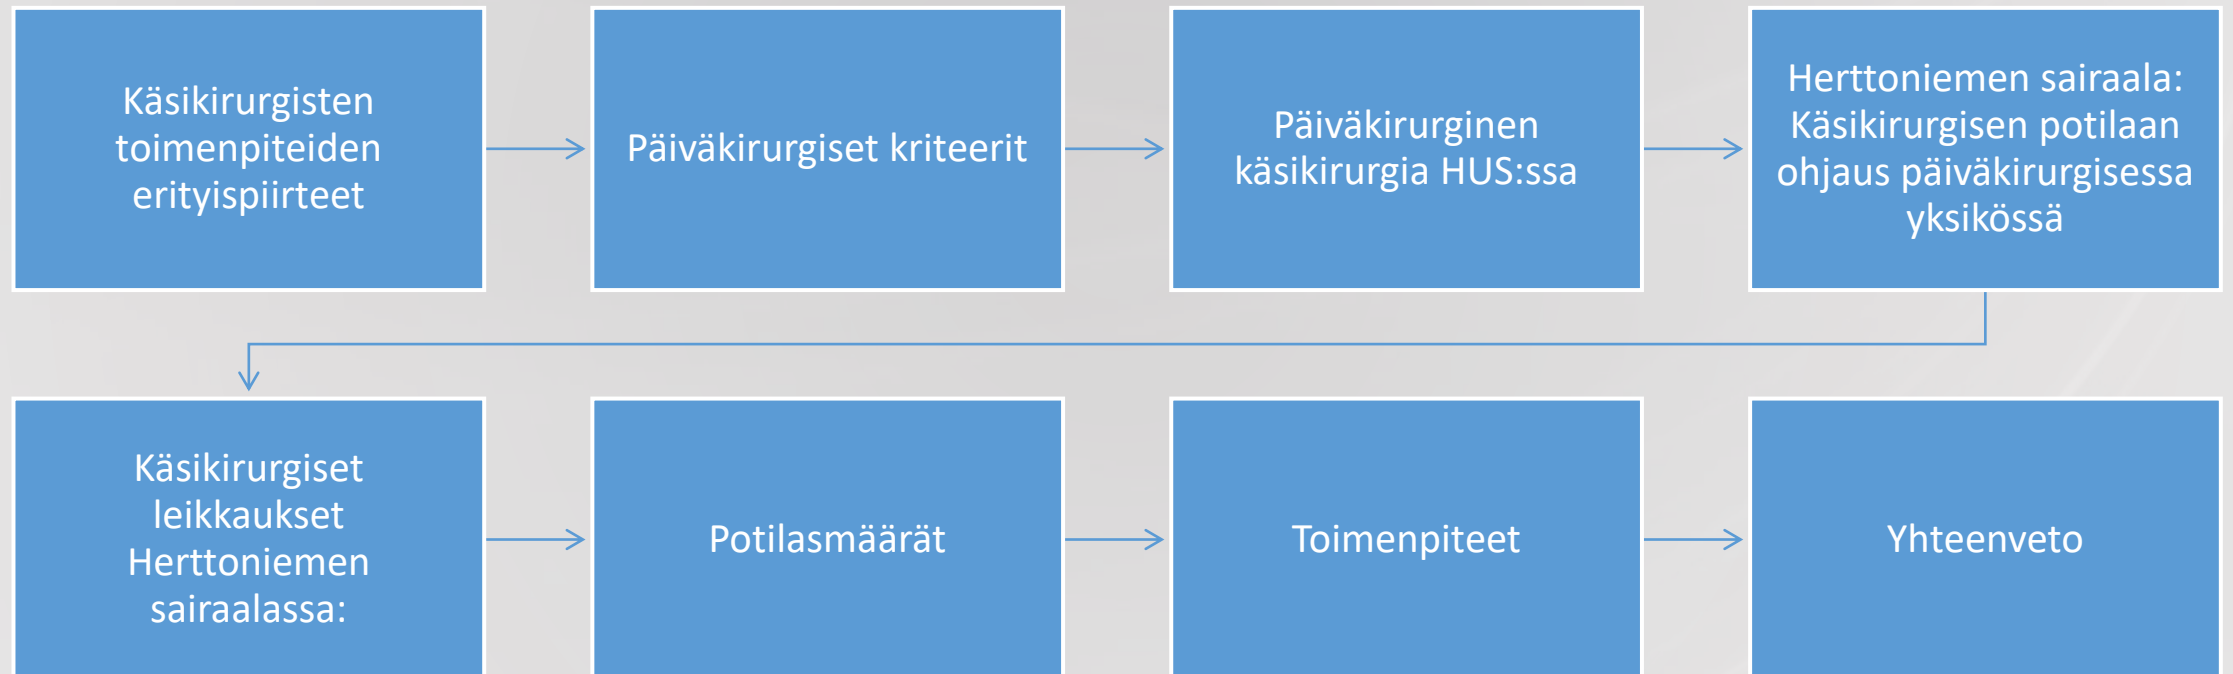 Käsikirurgisten
toimenpiteiden
erityispiirteet
Päiväkirurgiset kriteerit
Päiväkirurginen
käsikirurgia HUS:ssa
Herttoniemen sairaala:
Käsikirurgisen potilaan
ohjaus päiväkirurgisessa
yksikössä
Käsikirurgiset
leikkaukset
Herttoniemen
sairaalassa:
Potilasmäärät
Toimenpiteet
Yhteenveto